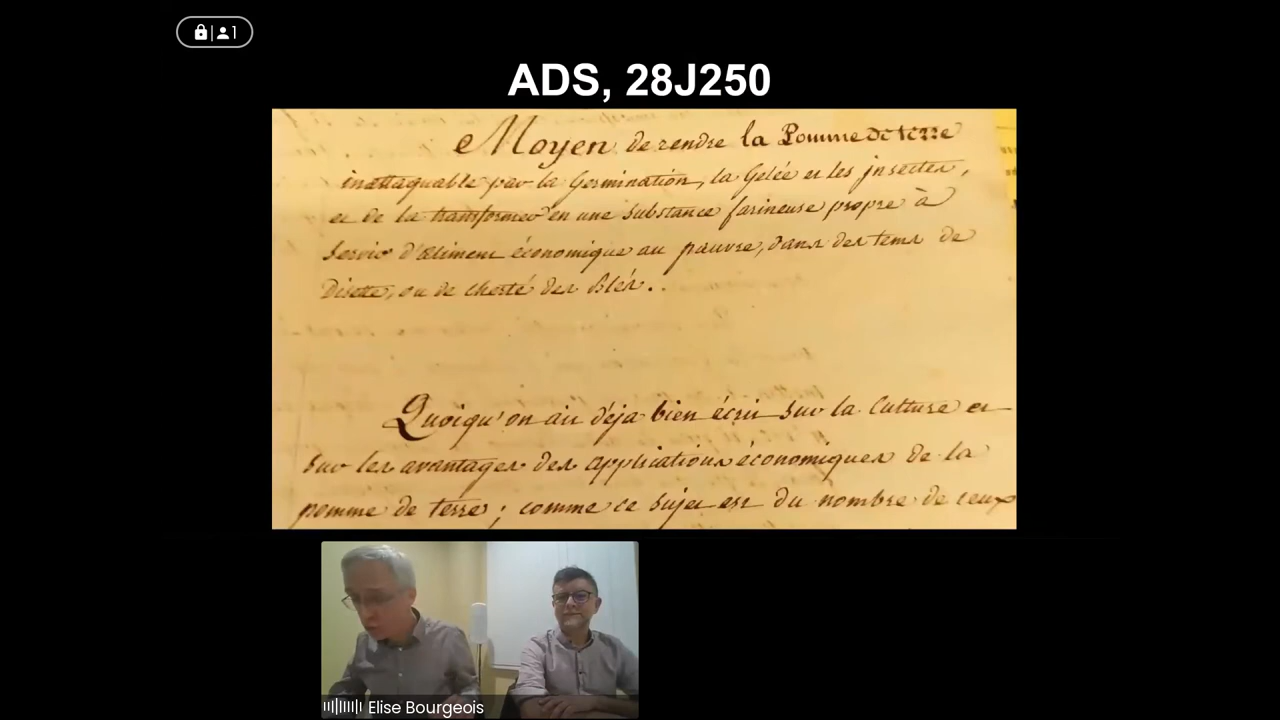 1
ADS, 28J250
Moyen de rendre la Pomme de terre
inattaquable par la Germination, la Gelée et les jnsectes,
et de la transformer en une substance farineuse propre à
servir d'aliment économique au pauvre, dans des tems de
Disette, ou de cherté des Blés..
Quoiqu'on ait déja bien écrit sur la Culture et
sur les avantages des applications économiques de la
pomme de terre; comme ce sujet est du nombre de ceux
Elise Bourgeois